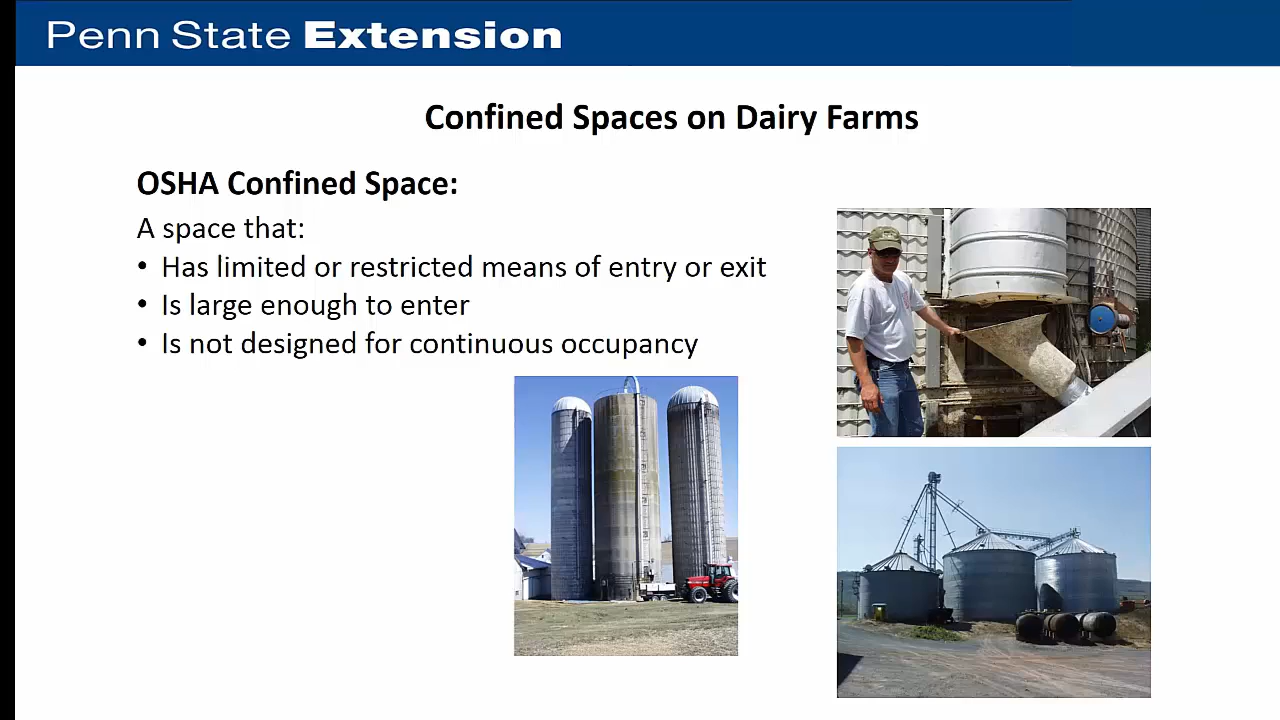 Penn State Extension
Confined Spaces on Dairy Farms
OSHA Confined Space:
A space that:
• Has limited or restricted means of entry or exit
• Is large enough to enter
• Is not designed for continuous occupancy